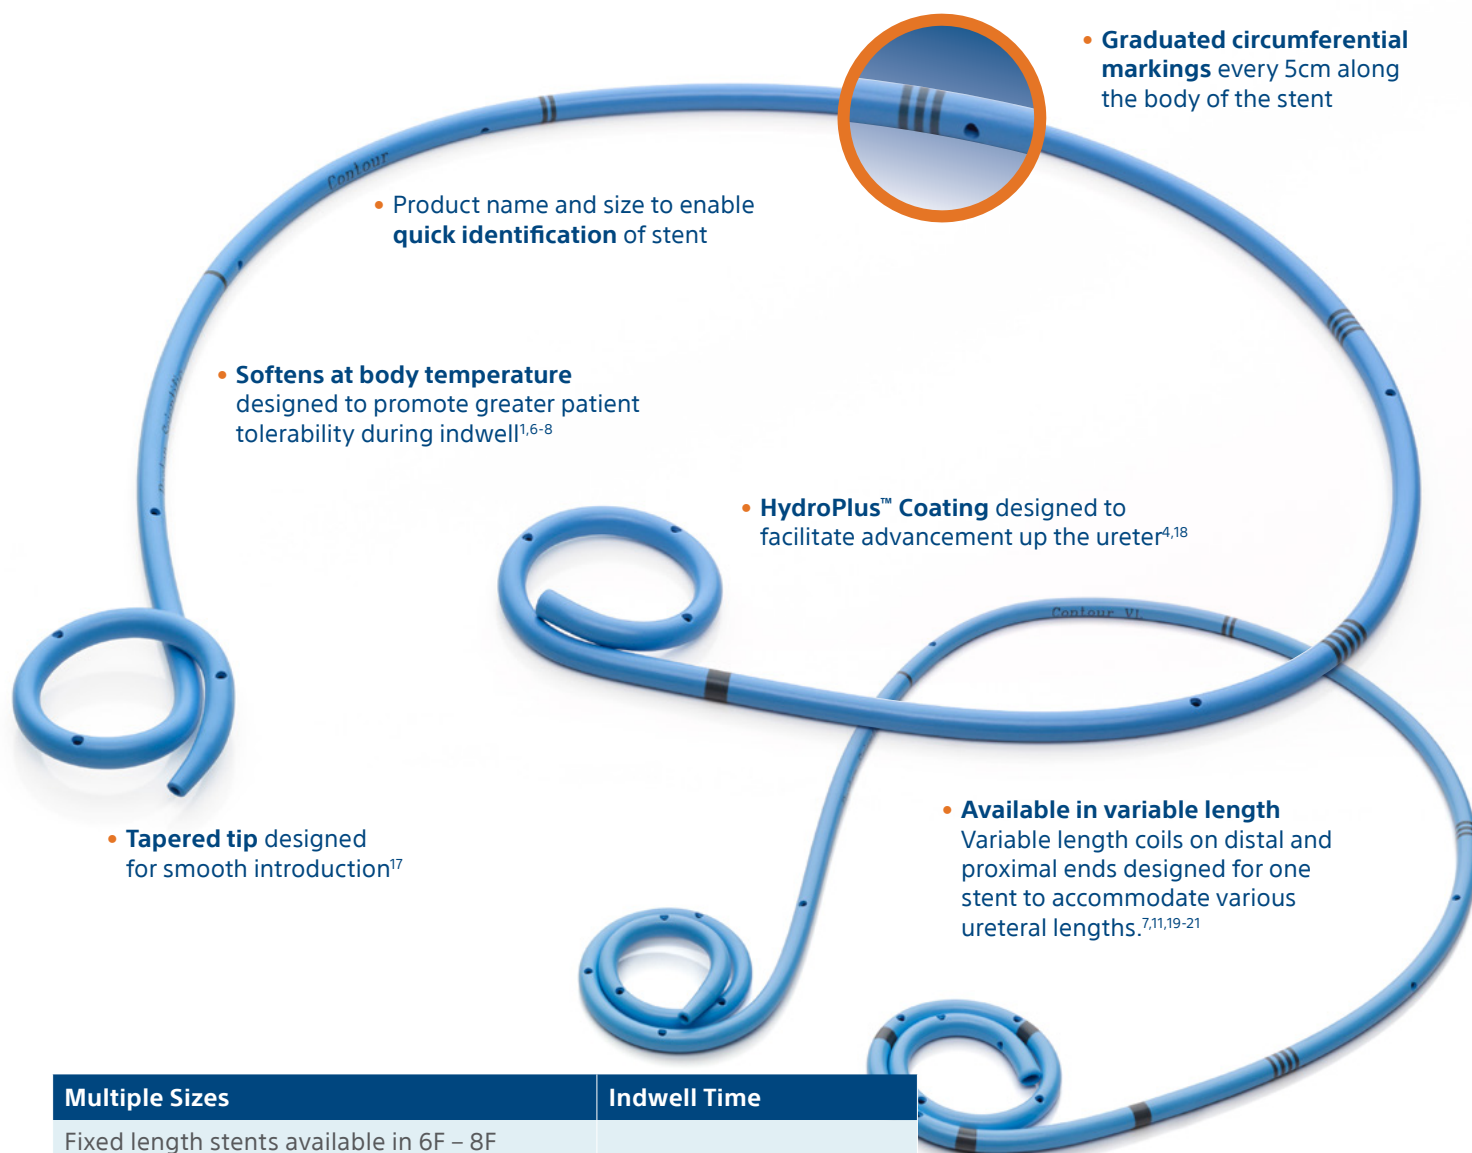 • Graduated circumferential
markings every 5cm along
the body of the stent
Contour
• Product name and size to enable
quick identification of stent
• Softens at body temperature
designed to promote greater patient
tolerability during indwell1,6-8
• HydroPlus™ Coating designed to
facilitate advancement up the ureter4,18
Contour VL
• Available in variable length
Variable length coils on distal and
proximal ends designed for one
stent to accommodate various
ureteral lengths.7,11,19-21
• Tapered tip designed
for smooth introduction17
Multiple Sizes
Indwell Time
Fixed length stents available in 6F – 8F